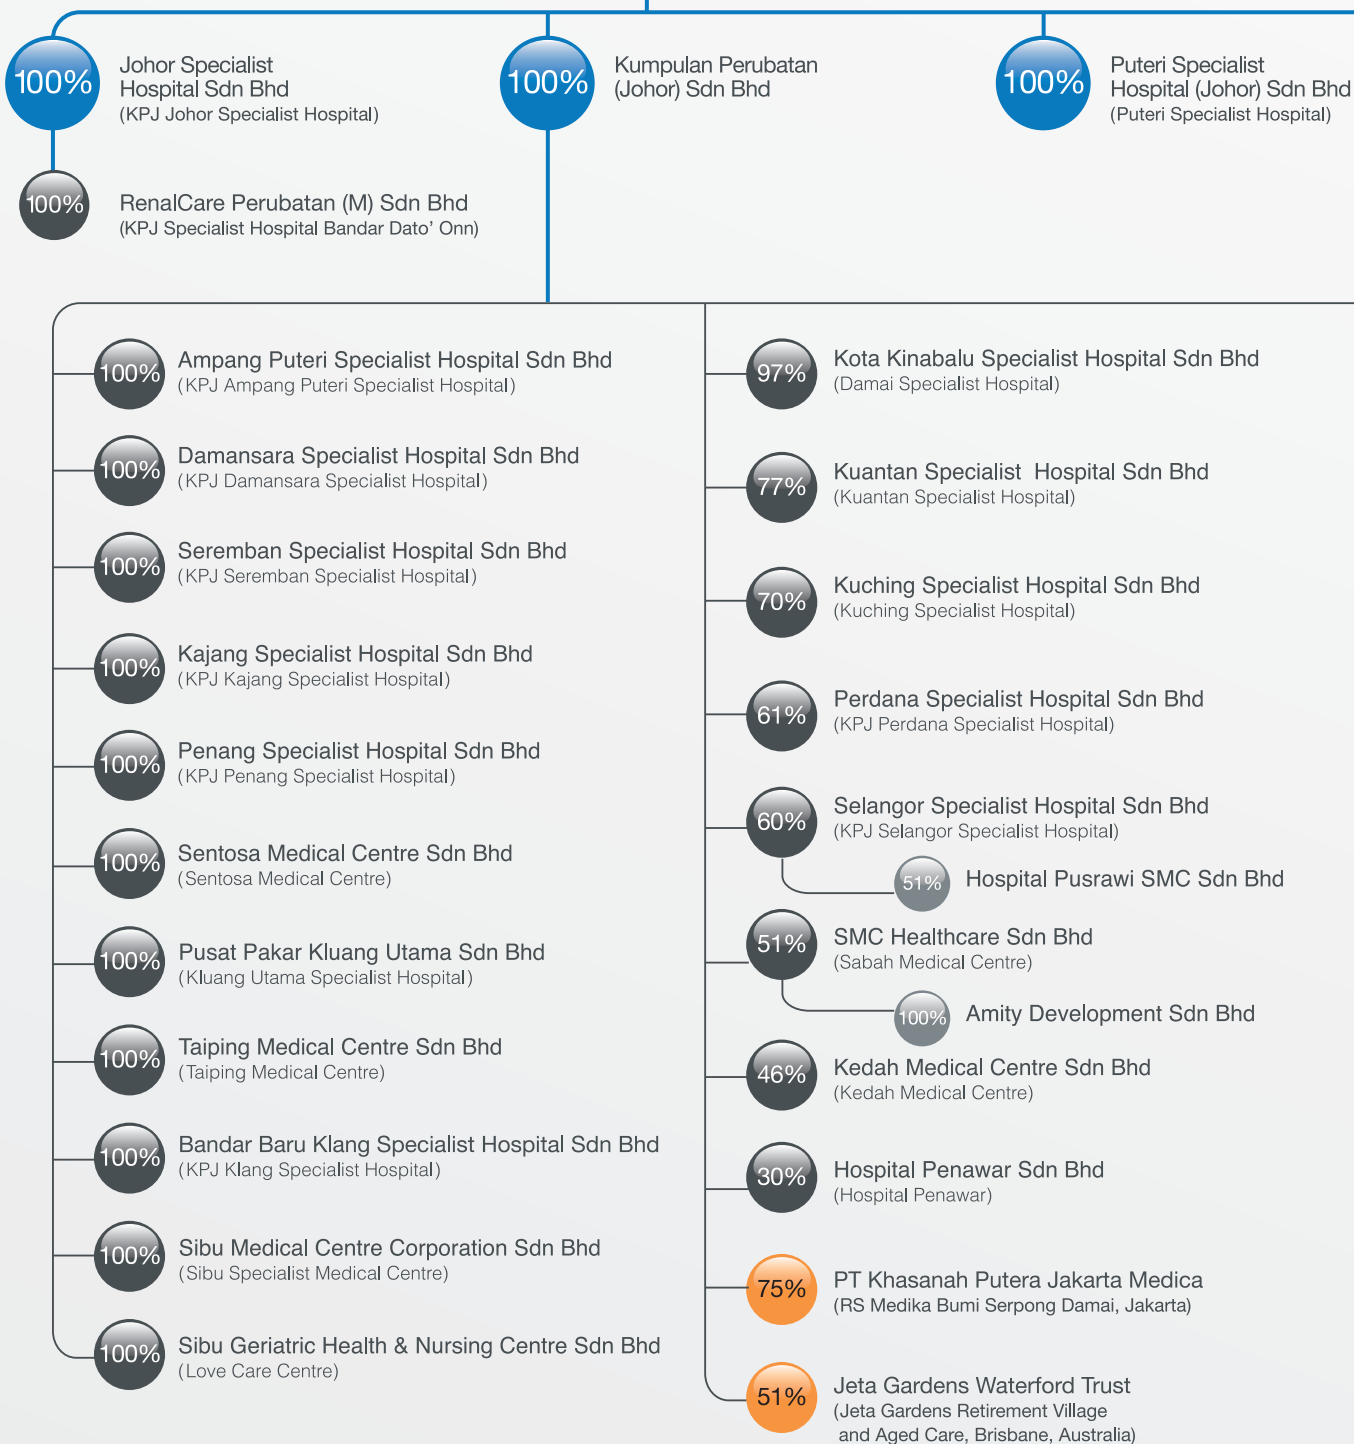 100%
Johor Specialist
Hospital Sdn Bhd
(KPJ Johor Specialist Hospital)
100%
Kumpulan Perubatan
(Johor) Sdn Bhd
100%
Puteri Specialist
Hospital (Johor) Sdn Bhd
(Puteri Specialist Hospital)
100%
RenalCare Perubatan (M) Sdn Bhd
(KPJ Specialist Hospital Bandar Dato’ Onn)
100%
Ampang Puteri Specialist Hospital Sdn Bhd
(KPJ Ampang Puteri Specialist Hospital)
100%
Damansara Specialist Hospital Sdn Bhd
(KPJ Damansara Specialist Hospital)
100%
Seremban Specialist Hospital Sdn Bhd
(KPJ Seremban Specialist Hospital)
100%
Kajang Specialist Hospital Sdn Bhd
(KPJ Kajang Specialist Hospital)
100%
Penang Specialist Hospital Sdn Bhd
(KPJ Penang Specialist Hospital)
100%
Sentosa Medical Centre Sdn Bhd
(Sentosa Medical Centre)
100%
Pusat Pakar Kluang Utama Sdn Bhd
(Kluang Utama Specialist Hospital)
100%
Taiping Medical Centre Sdn Bhd
(Taiping Medical Centre)
100%
Bandar Baru Klang Specialist Hospital Sdn Bhd
(KPJ Klang Specialist Hospital)
100%
Sibu Medical Centre Corporation Sdn Bhd
(Sibu Specialist Medical Centre)
100%
Sibu Geriatric Health & Nursing Centre Sdn Bhd
(Love Care Centre)
97%
Kota Kinabalu Specialist Hospital Sdn Bhd
(Damai Specialist Hospital)
77%
Kuantan Specialist Hospital Sdn Bhd
(Kuantan Specialist Hospital)
70%
Kuching Specialist Hospital Sdn Bhd
(Kuching Specialist Hospital)
61%
Perdana Specialist Hospital Sdn Bhd
(KPJ Perdana Specialist Hospital)
60%
Selangor Specialist Hospital Sdn Bhd
(KPJ Selangor Specialist Hospital)
51%
Hospital Pusrawi SMC Sdn Bhd
51%
SMC Healthcare Sdn Bhd
(Sabah Medical Centre)
100%
Amity Development Sdn Bhd
46%
Kedah Medical Centre Sdn Bhd
(Kedah Medical Centre)
30%
Hospital Penawar Sdn Bhd
(Hospital Penawar)
75%
PT Khasanah Putera Jakarta Medica
(RS Medika Bumi Serpong Damai, Jakarta)
51%
Jeta Gardens Waterford Trust
(Jeta Gardens Retirement Village
and Aged Care, Brisbane, Australia)